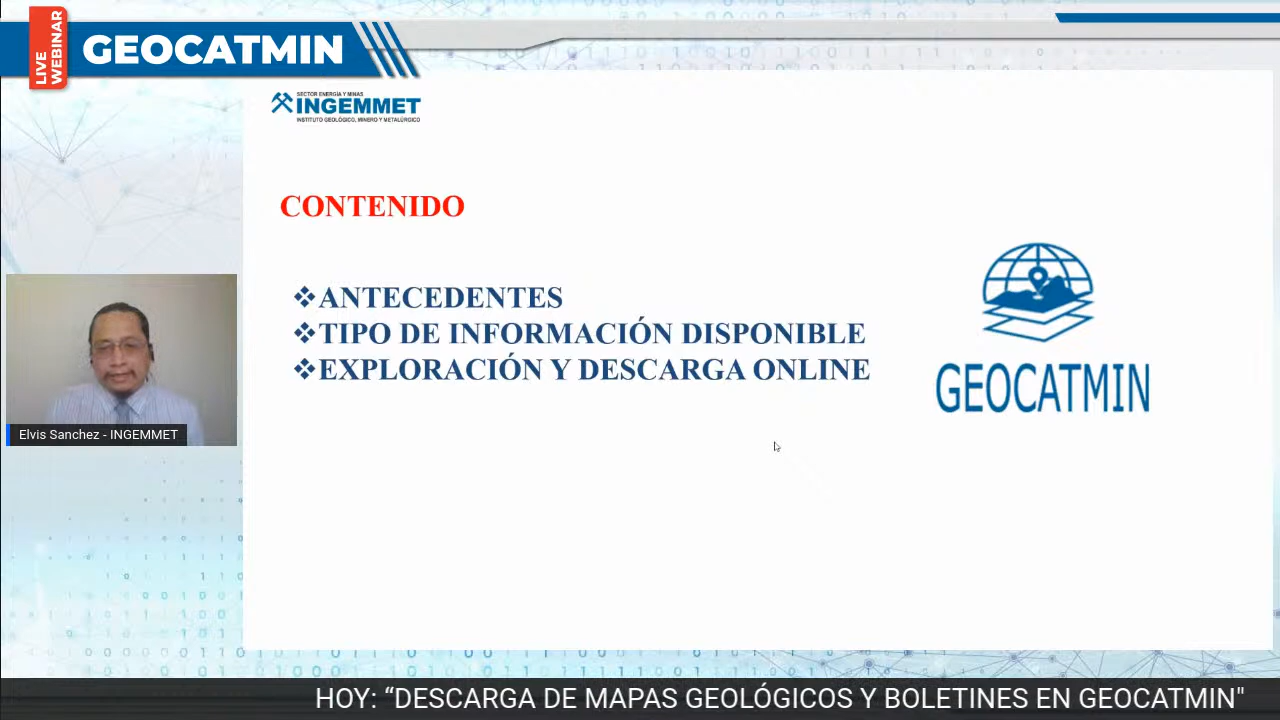 LIVE
WEBINAR
GEOCATMIN
SECTOR ENERGÍA Y MINAS
INGEMMET
INSTITUTO GEOLÓGICO, MINERO Y METALÚRGICO
CONTENIDO
❖ANTECEDENTES
❖TIPO DE INFORMACIÓN DISPONIBLE
❖EXPLORACIÓN Y DESCARGA ONLINE
GEOCATMIN
Elvis Sanchez - INGEMMET
HOY: “DESCARGA DE MAPAS GEOLÓGICOS Y BOLETINES EN GEOCATMIN"